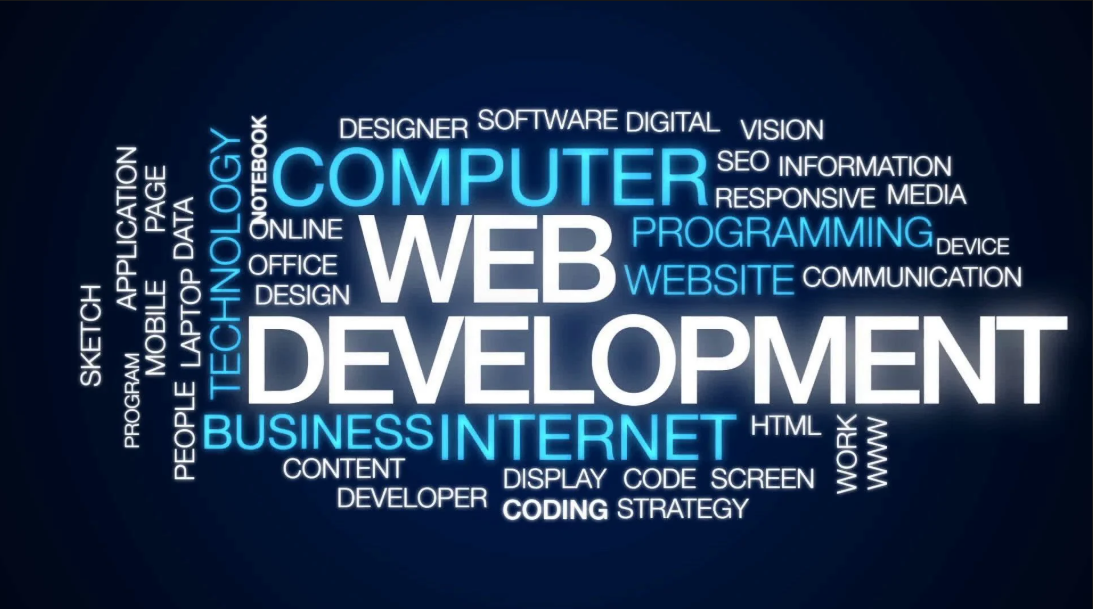 DESIGNER SOFTWARE DIGITAL VISION
COMPUTER
SEO INFORMATION
RESPONSIVE MEDIA
ONLINE
WEB
PROGRAMMING
DEVICE
OFFICE
WEBSITE COMMUNICATION
DESIGN
DEVELOPMENT
BUSINESS INTERNET
HTML
CONTENT
DISPLAY CODE SCREEN
DEVELOPER
CODING STRATEGY
SKETCH
PROGRAM
APPLICATION
MOBILE
PAGE
PEOPLE LAPTOP DATA
TECHNOLOGY
NOTEBOOK
WORK
WWW